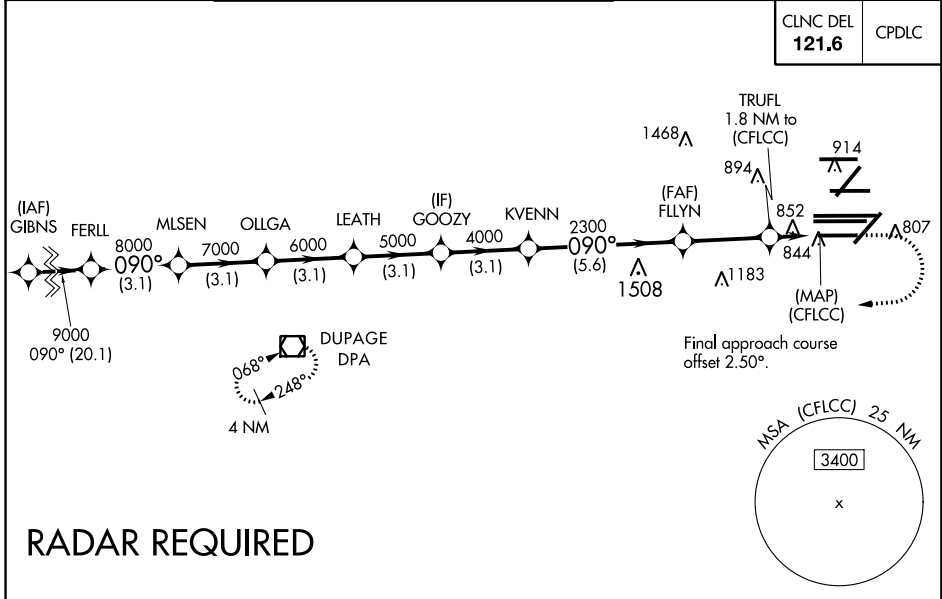 CLNC DEL
121.6
CPDLC
TRUFL
1.8 NM to
(CFLCC)
1468
914
894
(IAF)
GIBNS
FERLL
MLSEN
OLLGA
LEATH
(IF)
GOOZY
KVENN
(FAF)
FLLYN
852
807
844
8000
090°
(3.1)
7000
(3.1)
6000
(3.1)
5000
(3.1)
4000
(3.1)
2300
090°
(5.6)
1508
1183
(MAP)
(CFLCC)
9000
090° (20.1)
Final approach course
offset 2.50°.
DUPAGE
DPA
068°
248°
4 NM
MSA (CFLCC) 25 NM
3400
x
RADAR REQUIRED